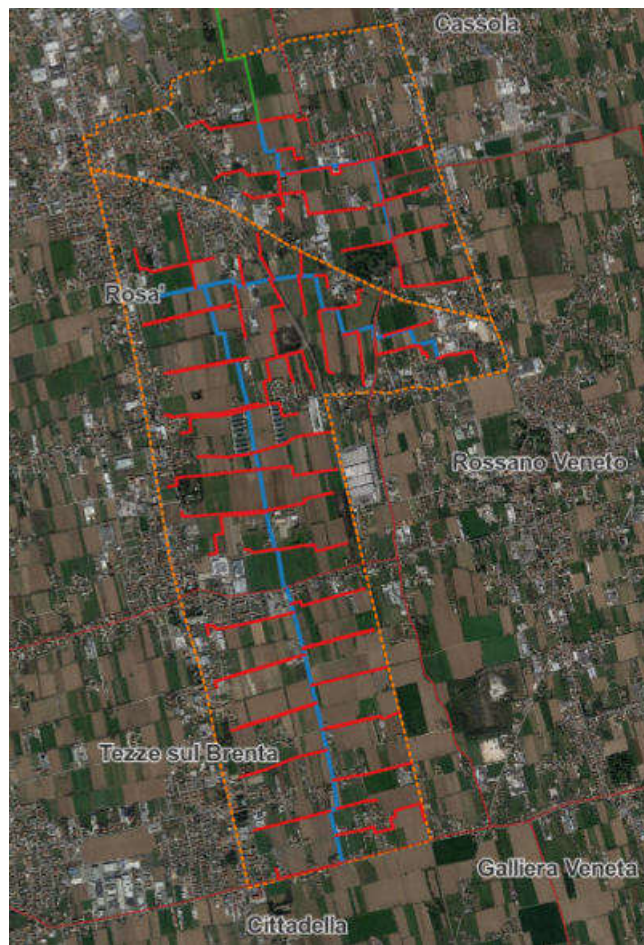 Cassola
Rosa'
Rossano Veneto
Tezze sul Brenta
Galliera Veneta
Cittadella